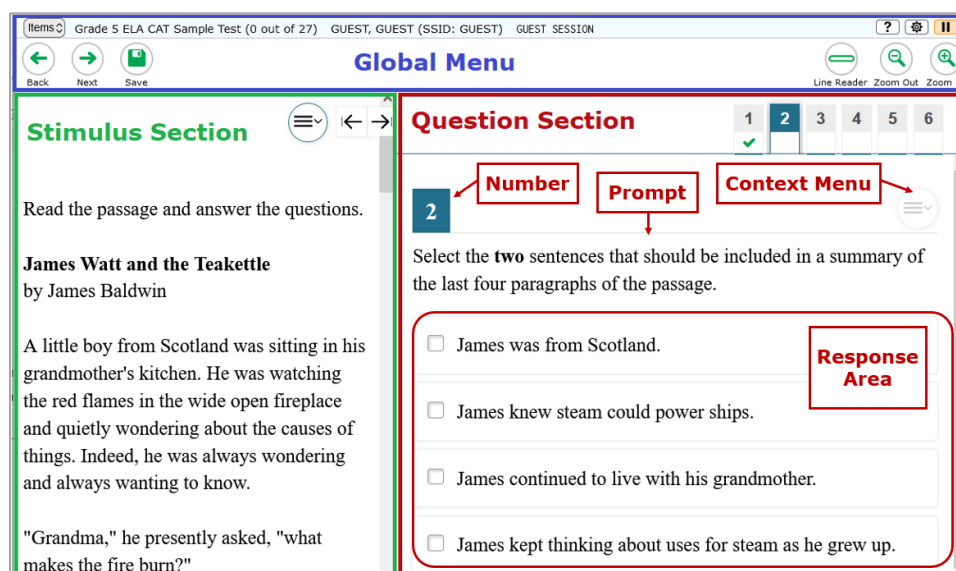 Items Grade 5 ELA CAT Sample Test (0 out of 27) GUEST, GUEST (SSID: GUEST) GUEST SESSION ?
Back Next Save
Global Menu
Line Reader Zoom Out Zoom
Stimulus Section
Read the passage and answer the questions.
James Watt and the Teakettle
by James Baldwin
A little boy from Scotland was sitting in his
grandmother's kitchen. He was watching
the red flames in the wide open fireplace
and quietly wondering about the causes of
things. Indeed, he was always wondering
and always wanting to know.
"Grandma," he presently asked, "what
makes the fire burn?"
Question Section
1 2 3 4 5 6
Number
Prompt
Context Menu
2
Select the two sentences that should be included in a summary of
the last four paragraphs of the passage.
James was from Scotland.
James knew steam could power ships.
James continued to live with his grandmother.
James kept thinking about uses for steam as he grew up.
Response
Area